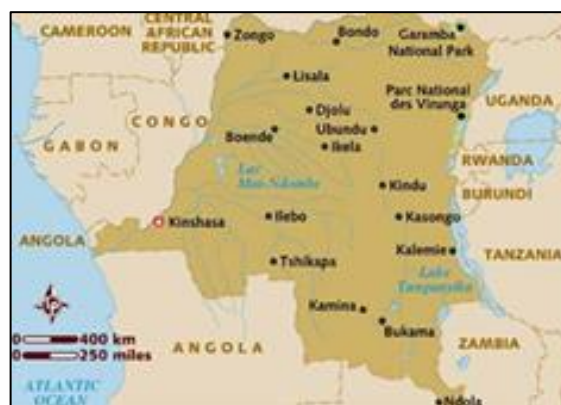 CAMEROON
CENTRAL
AFRICAN
REPUBLIC
Zongo
Bondo
Garamba
National Park
Lisala
Parc National
des Virunga
UGANDA
CONGO
Djolu
GABON
Boende
Ubundu
Ikela
RWANDA
Lac
Mai-Ndombe
Kindu
BURUNDI
Kinshasa
Ilebo
Kasongo
ANGOLA
Kalemie
TANZANIA
Tshikapa
Lake
Tanganyika
Kamina
Bukama
0 400 km
0 250 miles
ANGOLA
ZAMBIA
ATLANTIC
OCEAN
Ndola